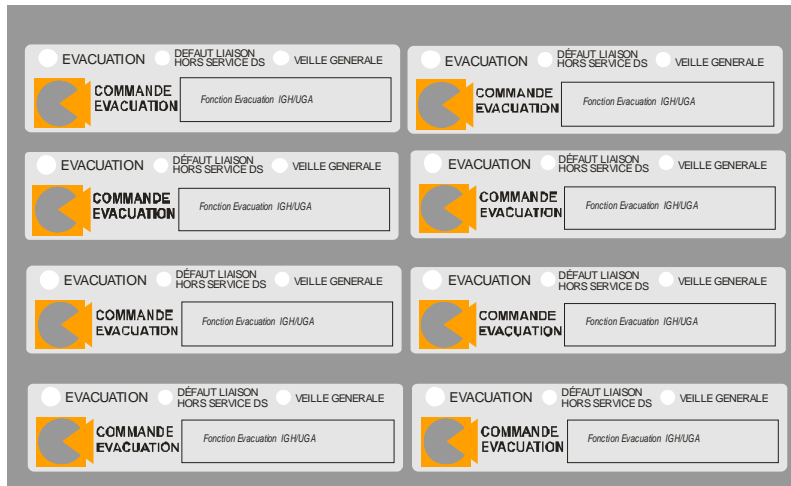 EVACUATION DEFAUT LIAISON VEILLE GENERALE
HORS SERVICE DS
COMMANDE
EVACUATION
Fonction Evacuation IGH/UGA
EVACUATION DÉFAUT LIAISON VEILLE GENERALE
HORS SERVICE DS
COMMANDE
EVACUATION
Fonction Evacuation IGH/UGA
EVACUATION DÉFAUT LIAISON VEILLE GENERALE
HORS SERVICE DS
COMMANDE
EVACUATION
Fonction Evacuation IGH/UGA
EVACUATION DÉFAUT LIAISON VEILLE GENERALE
HORS SERVICE DS
COMMANDE
EVACUATION
Fonction Evacuation IGH/UGA
EVACUATION DÉFAUT LIAISON VEILLE GENERALE
HORS SERVICE DS
COMMANDE
EVACUATION
Fonction Evacuation IGH/UGA
EVACUATION DÉFAUT LIAISON VEILLE GENERALE
HORS SERVICE DS
COMMANDE
EVACUATION
Fonction Evacuation IGH/UGA
EVACUATION DÉFAUT LIAISON VEILLE GENERALE
HORS SERVICE DS
COMMANDE
EVACUATION
Fonction Evacuation IGH/UGA
EVACUATION DÉFAUT LIAISON VEILLE GENERALE
HORS SERVICE DS
COMMANDE
EVACUATION
Fonction Evacuation IGH/UGA